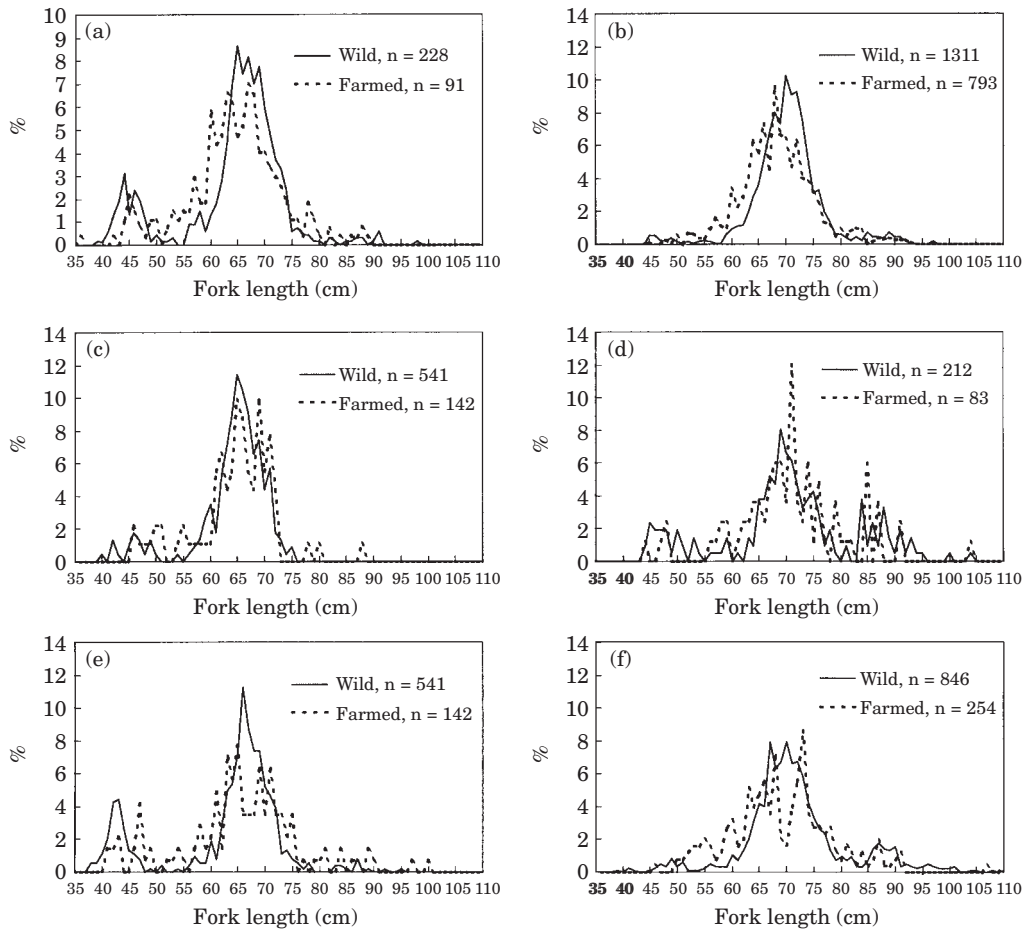 (a)
Wild, n = 228
Farmed, n = 91
%
10
9
8
7
6
5
4
3
2
1
0
35 40 45 50 55 60 65 70 75 80 85 90 95 100 105 110
Fork length (cm)
(b)
Wild, n = 1311
Farmed, n = 793
%
14
12
10
8
6
4
2
0
35 40 45 50 55 60 65 70 75 80 85 90 95 100 105 110
Fork length (cm)
(c)
Wild, n = 541
Farmed, n = 142
%
14
12
10
8
6
4
2
0
35 40 45 50 55 60 65 70 75 80 85 90 95 100 105 110
Fork length (cm)
(d)
Wild, n = 212
Farmed, n = 83
%
14
12
10
8
6
4
2
0
35 40 45 50 55 60 65 70 75 80 85 90 95 100 105 110
Fork length (cm)
(e)
Wild, n = 541
Farmed, n = 142
%
14
12
10
8
6
4
2
0
35 40 45 50 55 60 65 70 75 80 85 90 95 100 105 110
Fork length (cm)
(f)
Wild, n = 846
Farmed, n = 254
%
14
12
10
8
6
4
2
0
35 40 45 50 55 60 65 70 75 80 85 90 95 100 105 110
Fork length (cm)